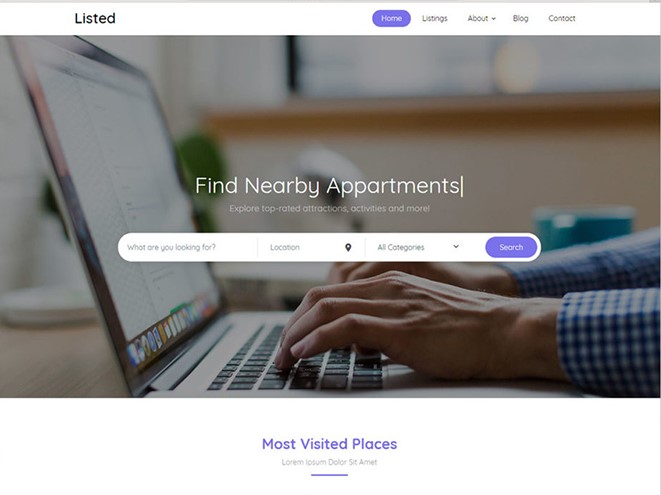 Listed
Home Listings About Blog Contact
Find Nearby Appartments|
Explore top-rated attractions, activities and more!
What are you looking for? Location All Categories Search
Most Visited Places
Lorem Ipsum Dolor Sit Amet